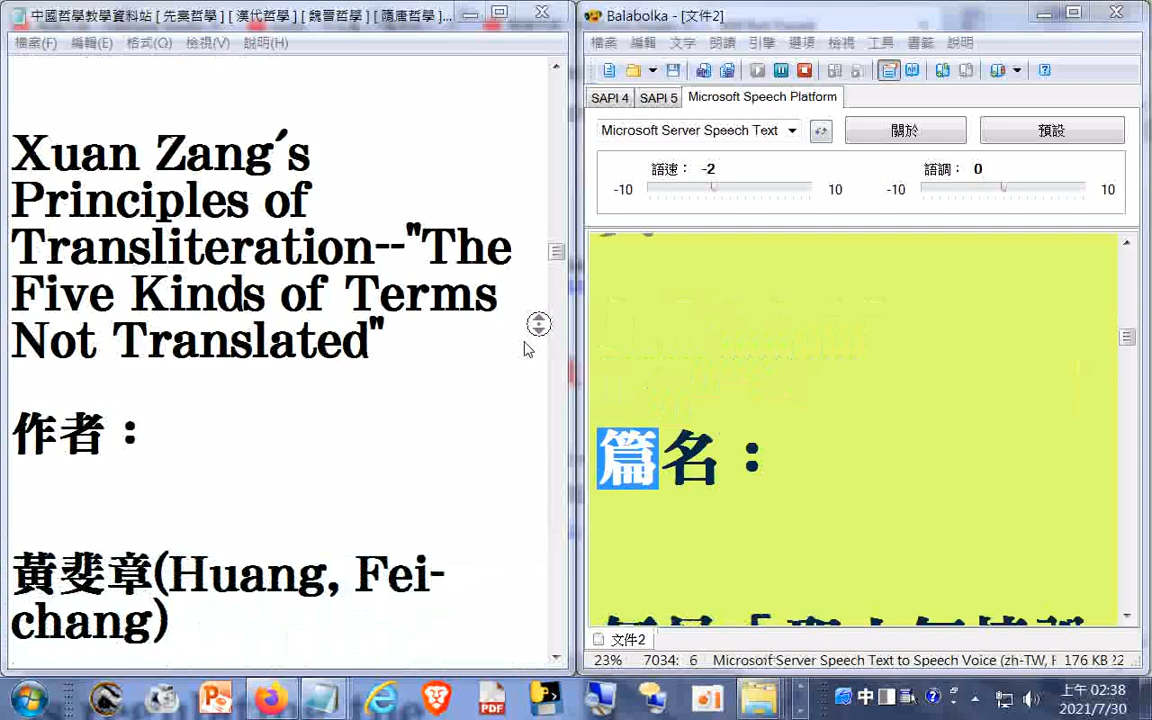 中國哲學教學資料站 [ 先秦哲學 ] [ 漢代哲學 ] [ 魏晉哲學 ] [ 隋唐哲學 ]...
檔案(F) 編輯(E) 格式(O) 檢視(V) 說明(H)
Xuan Zang's
Principles of
Transliteration--"The
Five Kinds of Terms
Not Translated"
作者：
黃斐章(Huang, Fei-
chang)
Balabolka - [文件2]
檔案 編輯 文字 朗讀 引擎 選項 檢視 工具 書籤 說明
SAPI 4 SAPI 5 Microsoft Speech Platform
Microsoft Server Speech Text 關於 預設
語速： -2 語調： 0
-10 10 -10 10
篇名：
文件2
23% 7034: 6 Microsoft Server Speech Text to Speech Voice (zh-TW, 176 KB
中 上午 02:38
2021/7/30